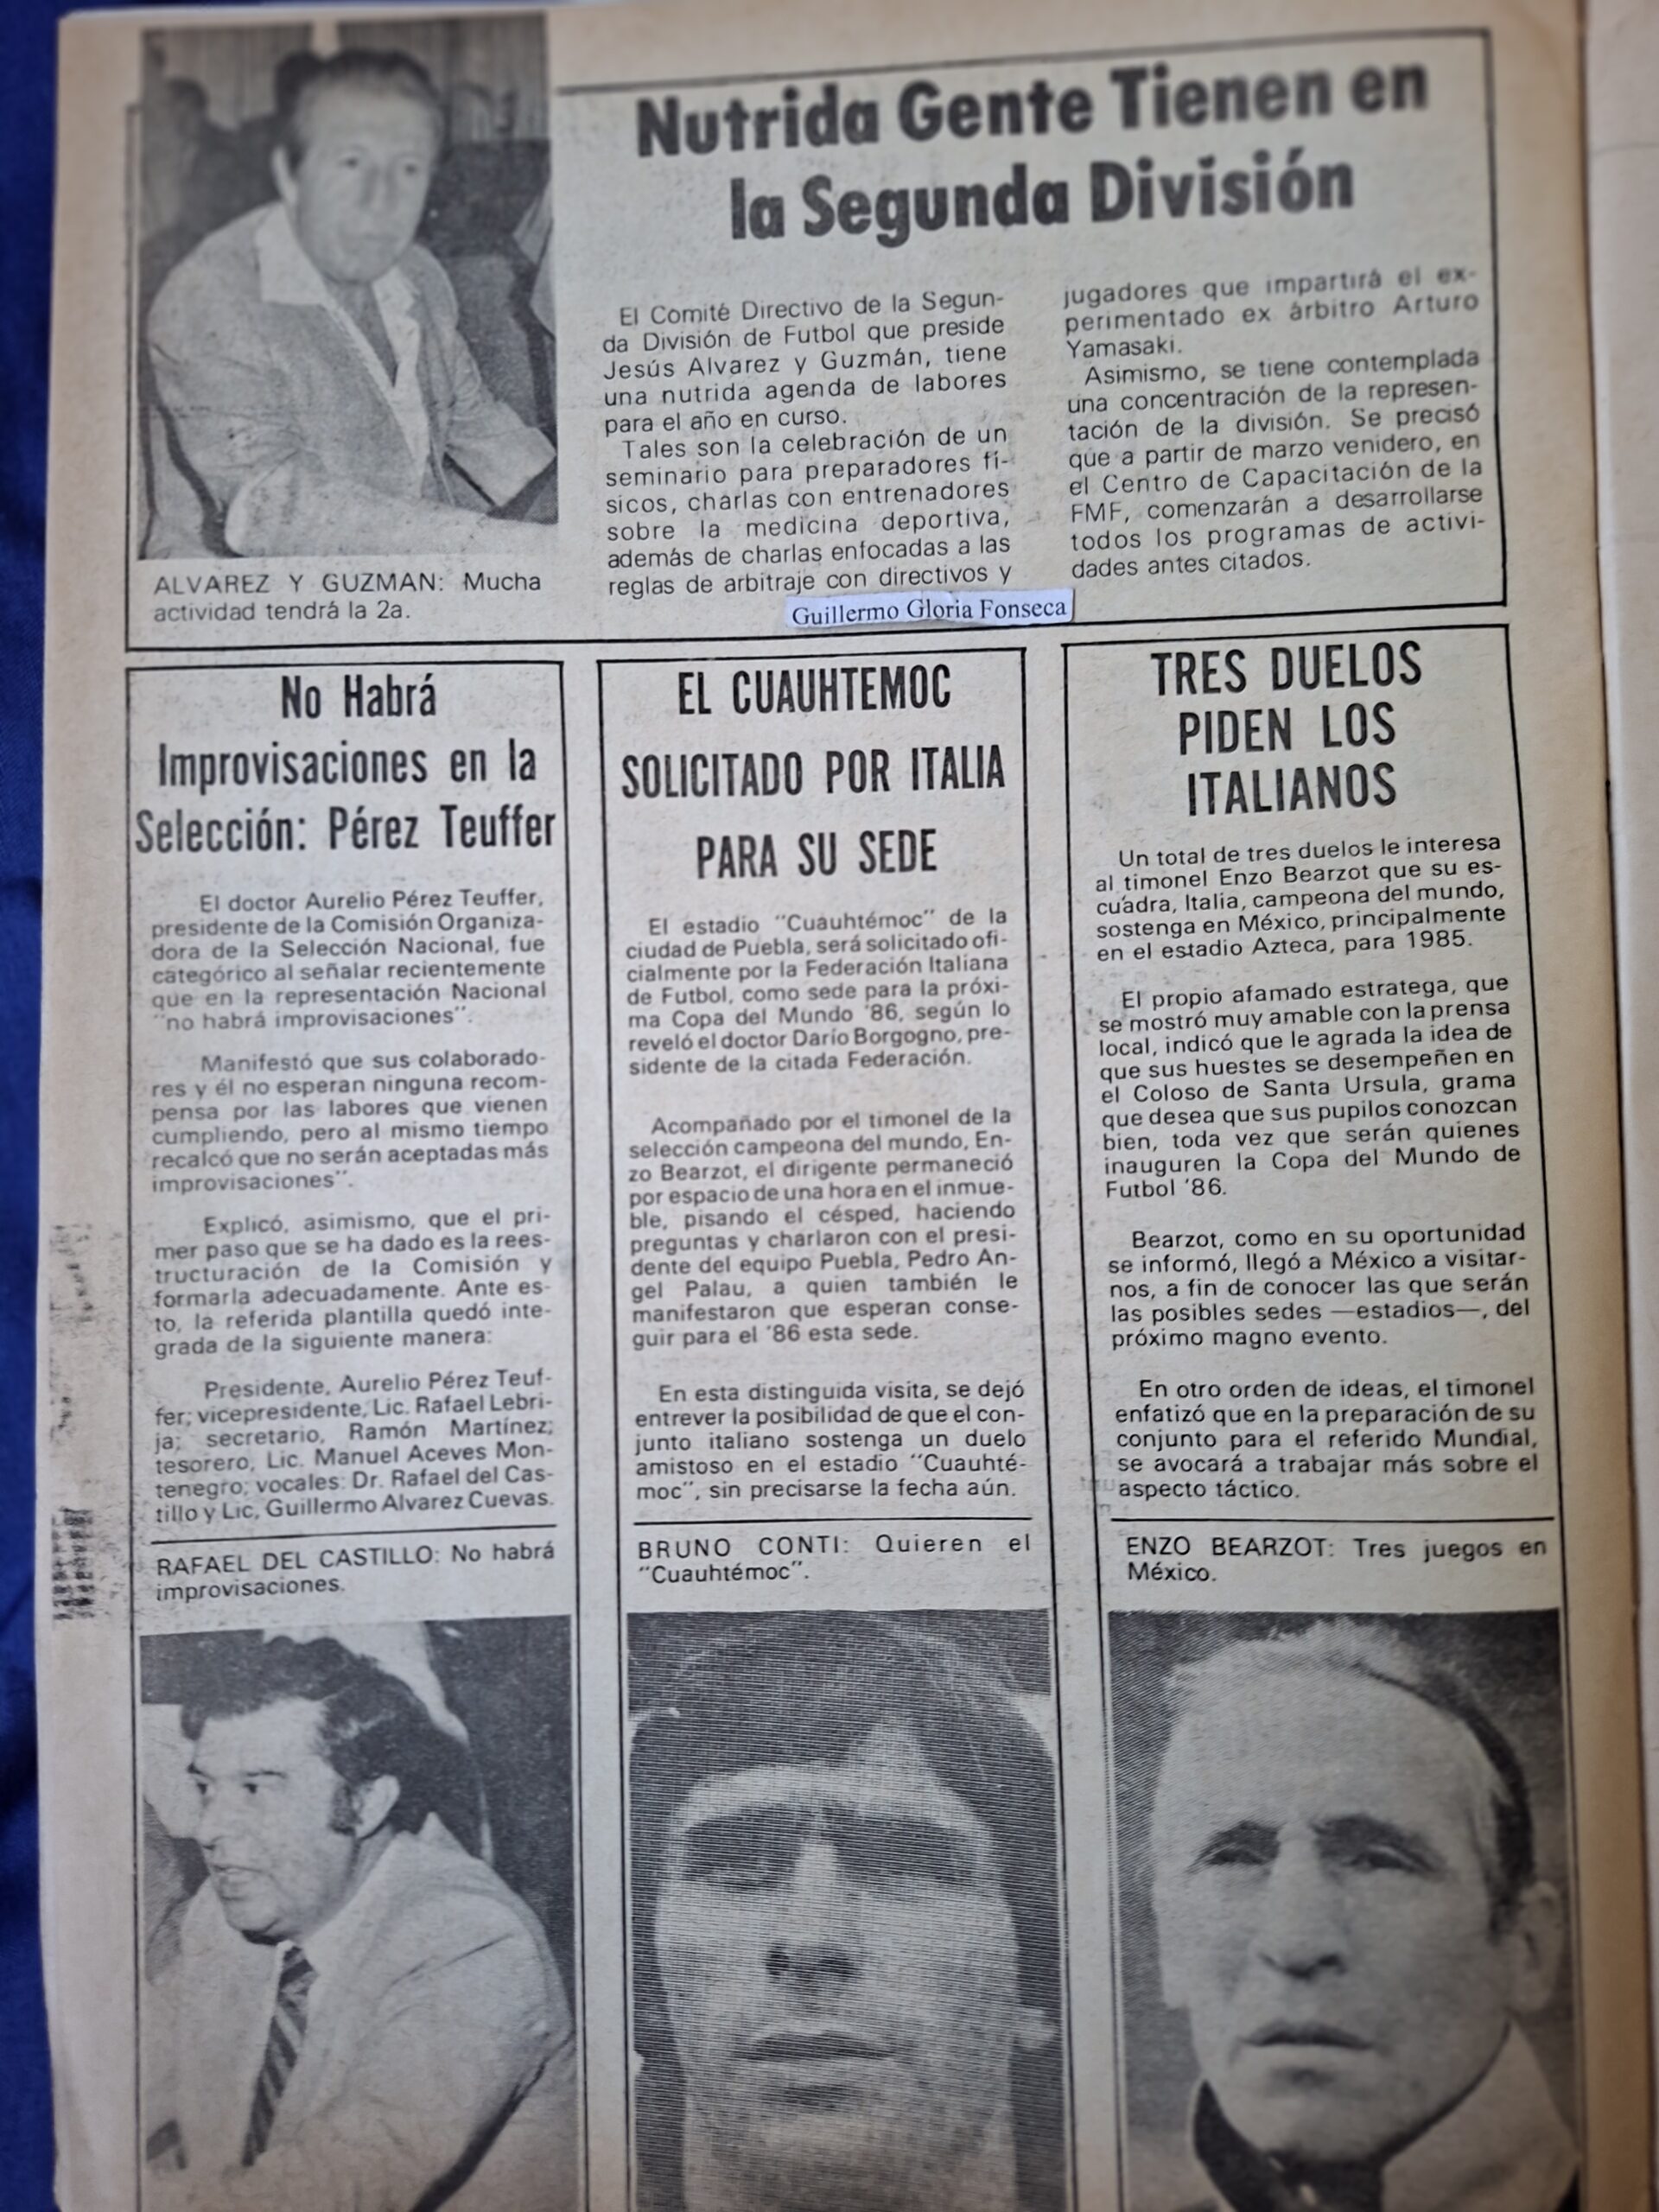 Nutrida Gente Tienen en
la Segunda División
El Comité Directivo de la Segun-
da División de Futbol que preside
Jesús Alvarez y Guzmán, tiene
una nutrida agenda de labores
para el año en curso.
Tales son la celebración de un
seminario para preparadores fí-
sicos, charlas con entrenadores
sobre la medicina deportiva,
además de charlas enfocadas a las
reglas de arbitraje con directivos y
jugadores que impartirá el ex-
perimentado ex árbitro Arturo
Yamasaki.
Asimismo, se tiene contemplada
una concentración de la represen-
tación de la división. Se precisó
que a partir de marzo venidero, en
el Centro de Capacitación de la
FMF, comenzarán a desarrollarse
todos los programas de activi-
dades antes citados.
ALVAREZ Y GUZMAN: Mucha
actividad tendrá la 2a.
Guillermo Gloria Fonseca
No Habrá
Improvisaciones en la
Selección: Pérez Teuffer
El doctor Aurelio Pérez Teuffer,
presidente de la Comisión Organiza-
dora de la Selección Nacional, fue
categórico al señalar recientemente
que en la representación Nacional
"no habrá improvisaciones".
Manifestó que sus colaborado-
res y él no esperan ninguna recom-
pensa por las labores que vienen
cumpliendo, pero al mismo tiempo
recalcó que no serán aceptadas más
improvisaciones".
Explicó, asimismo, que el pri-
mer paso que se ha dado es la rees-
tructuración de la Comisión y
formarla adecuadamente. Ante es-
to, la referida plantilla quedó inte-
grada de la siguiente manera:
Presidente, Aurelio Pérez Teuf-
fer; vicepresidente, Lic. Rafael Lebri-
ja; secretario, Ramón Martínez;
tesorero, Lic. Manuel Aceves Mon-
tenegro; vocales: Dr. Rafael del Cas-
tillo y Lic, Guillermo Alvarez Cuevas.
RAFAEL DEL CASTILLO: No habrá
improvisaciones.
EL CUAUHTEMOC
SOLICITADO POR ITALIA
PARA SU SEDE
El estadio "Cuauhtémoc" de la
ciudad de Puebla, será solicitado ofi-
cialmente por la Federación Italiana
de Futbol, como sede para la próxi-
ma Copa del Mundo '86, según lo
reveló el doctor Darío Borgogno, pre-
sidente de la citada Federación.
Acompañado por el timonel de la
selección campeona del mundo, En-
zo Bearzot, el dirigente permaneció
por espacio de una hora en el inmue-
ble, pisando el césped, haciendo
preguntas y charlaron con el presi-
dente del equipo Puebla, Pedro An-
gel Palau, a quien también le
manifestaron que esperan conse-
guir para el '86 esta sede.
En esta distinguida visita, se dejó
entrever la posibilidad de que el con-
junto italiano sostenga un duelo
amistoso en el estadio "Cuauhté-
moc", sin precisarse la fecha aún.
BRUNO CONTI: Quieren el
"Cuauhtémoc".
TRES DUELOS
PIDEN LOS
ITALIANOS
Un total de tres duelos le interesa
al timonel Enzo Bearzot que su es-
cuadra, Italia, campeona del mundo,
sostenga en México, principalmente
en el estadio Azteca, para 1985.
El propio afamado estratega, que
se mostró muy amable con la prensa
local, indicó que le agrada la idea de
que sus huestes se desempeñen en
el Coloso de Santa Ursula, grama
que desea que sus pupilos conozcan
bien, toda vez que serán quienes
inauguren la Copa del Mundo de
Futbol '86.
Bearzot, como en su oportunidad
se informó, llegó a México a visitar-
nos, a fin de conocer las que serán
las posibles sedes —estadios—, del
próximo magno evento.
En otro orden de ideas, el timonel
enfatizó que en la preparación de su
conjunto para el referido Mundial,
se avocará a trabajar más sobre el
aspecto táctico.
ENZO BEARZOT: Tres juegos en
México.